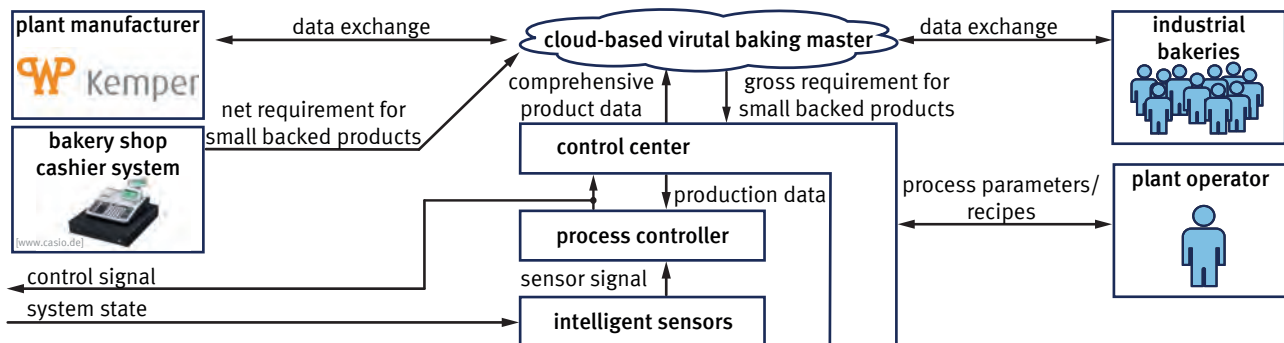 plant manufacturer
WP Kemper
data exchange
cloud-based virutal baking master
data exchange
industrial
bakeries
net requirement for
small backed products
comprehensive
product data
gross requirement for
small backed products
bakery shop
cashier system
[www.casio.de]
control center
production data
process controller
process parameters/
recipes
plant operator
control signal
sensor signal
system state
intelligent sensors